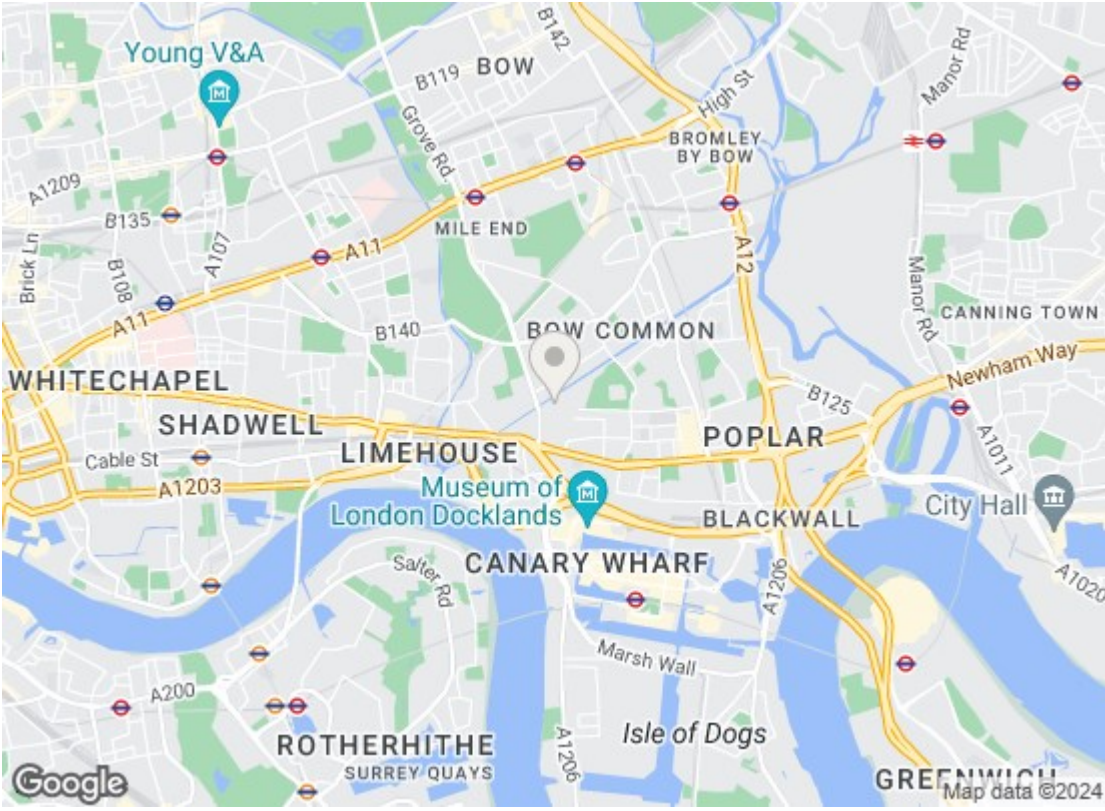 B142
Manor Rd
Young V&A
BOW
B119
High St
Grove Rd
BROMLEY
BY BOW
A1209
B135
MILE END
A107
A11
A12
Brick Ln
B108
Manor Rd
CANNING TOWN
A11
B140
BOW COMMON
Newham Way
WHITECHAPEL
B125
SHADWELL
POPLAR
LIMEHOUSE
Cable St
A1011
A1203
Museum of
London Docklands
City Hall
BLACKWALL
CANARY WHARF
Salter Rd
A1206
A1020
Marsh Wall
A200
Isle of Dogs
A1206
ROTHERHITHE
SURREY QUAYS
GREENWICH
Google
Map data ©2024